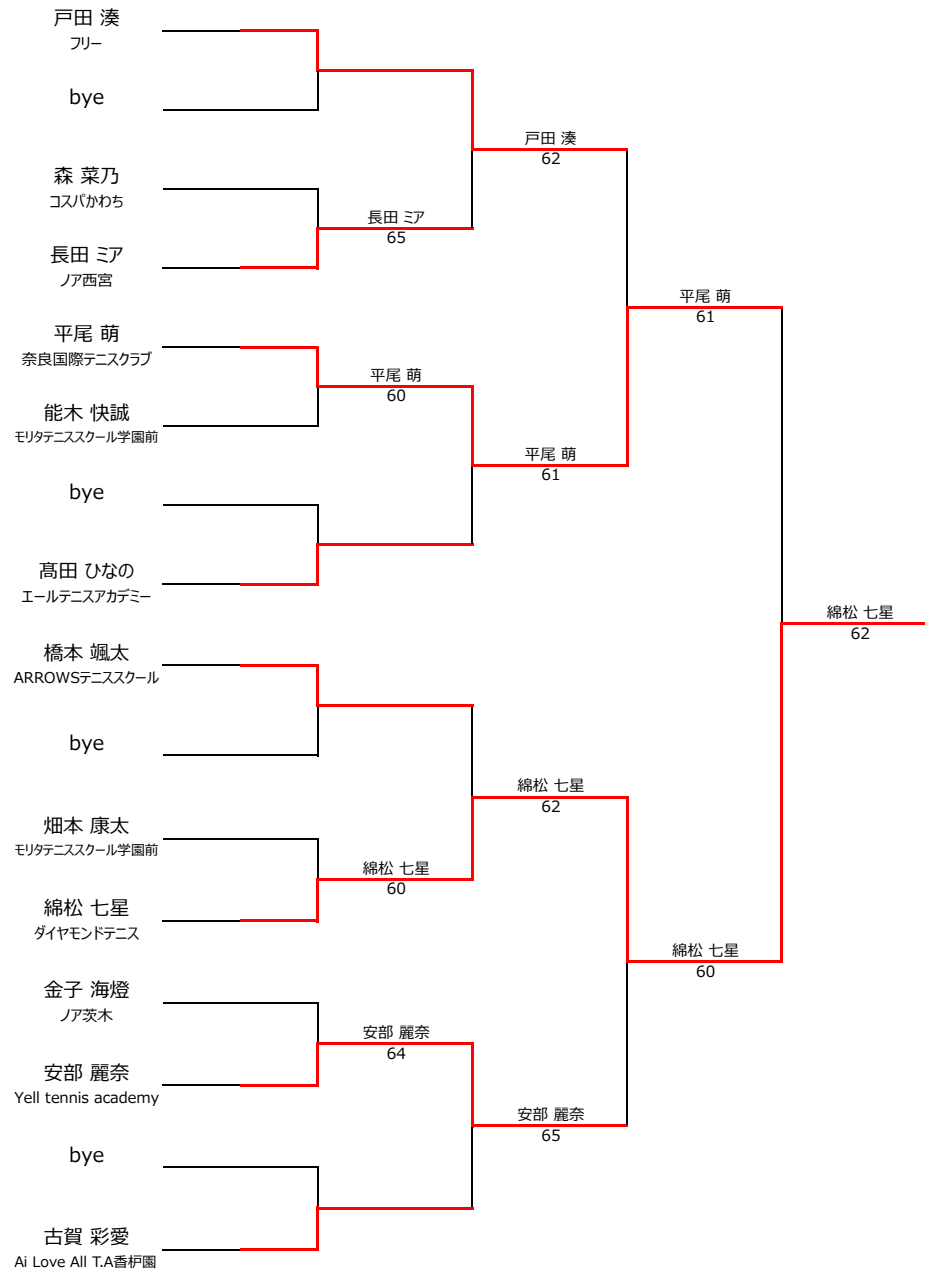 戸田 湊
フリー
bye
森 菜乃
コスパかわち
長田 ミア
ノア西宮
平尾 萌
奈良国際テニスクラブ
能木 快誠
モリタテニススクール学園前
bye
髙田 ひなの
エールテニスアカデミー
橋本 颯太
ARROWSテニススクール
bye
畑本 康太
モリタテニススクール学園前
綿松 七星
ダイヤモンドテニス
金子 海燈
ノア茨木
安部 麗奈
Yell tennis academy
bye
古賀 彩愛
Ai Love All T.A香枦園
長田 ミア
65
平尾 萌
60
綿松 七星
60
安部 麗奈
64
戸田 湊
62
平尾 萌
61
綿松 七星
62
安部 麗奈
65
平尾 萌
61
綿松 七星
60
綿松 七星
62